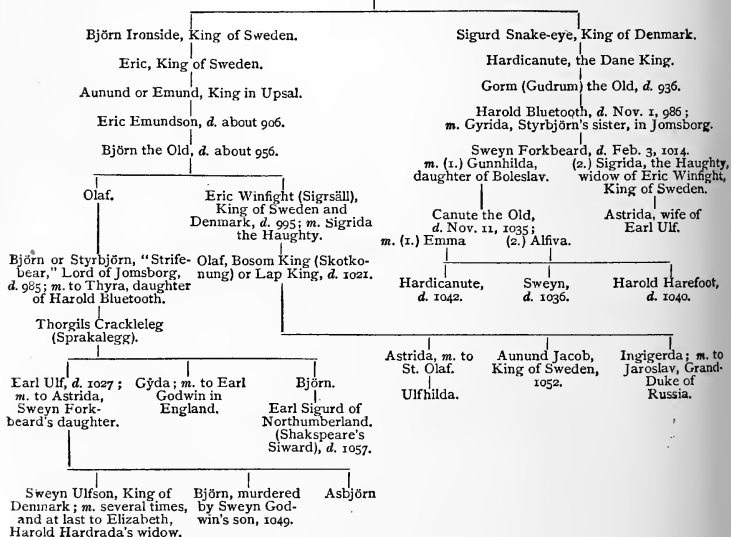 Björn Ironside, King of Sweden.
Eric, King of Sweden.
Aunund or Emund, King in Upsal.
Eric Emundson, d. about 906.
Björn the Old, d. about 956.
Sigurd Snake-eye, King of Denmark.
Hardicanute, the Dane King.
Gorm (Gudrum) the Old, d. 936.
Harold Bluetooth, d. Nov. 1, 986;
m. Gyrida, Styrbjörn's sister, in Jomsborg.
Sweyn Forkbeard, d. Feb. 3, 1014.
m. (1.) Gunnhilda,
daughter of Boleslav.
(2.) Sigrida, the Haughty,
widow of Eric Winfight,
King of Sweden.
Olaf.
Eric Winfight (Sigrsäll),
King of Sweden and
Denmark, d. 995; m. Sigrida
the Haughty.
Canute the Old,
d. Nov. 11, 1035;
m. (1.) Emma (2.) Alfiva.
Astrida, wife of
Earl Ulf.
Björn or Styrbjörn, "Strife-
bear," Lord of Jomsborg,
d. 985; m. to Thyra, daughter
of Harold Bluetooth.
Olaf, Bosom King (Skotko-
nung) or Lap King, d. 1021.
Hardicanute,
d. 1042.
Sweyn,
d. 1036.
Harold Harefoot,
d. 1040.
Thorgils Crackleleg
(Sprakalegg).
Astrida, m. to
St. Olaf.
Ulfhilda.
Aunund Jacob,
King of Sweden,
1052.
Ingigerda; m. to
Jaroslav, Grand-
Duke of
Russia.
Earl Ulf, d. 1027;
m. to Astrida,
Sweyn Fork-
beard's daughter.
Gýda; m. to Earl
Godwin in
England.
Björn.
Earl Sigurd of
Northumberland.
(Shakspeare's
Siward), d. 1057.
Sweyn Ulfson, King of
Denmark; m. several times,
and at last to Elizabeth,
Harold Hardrada's widow.
Björn, murdered
by Sweyn God-
win's son, 1049.
Asbjörn